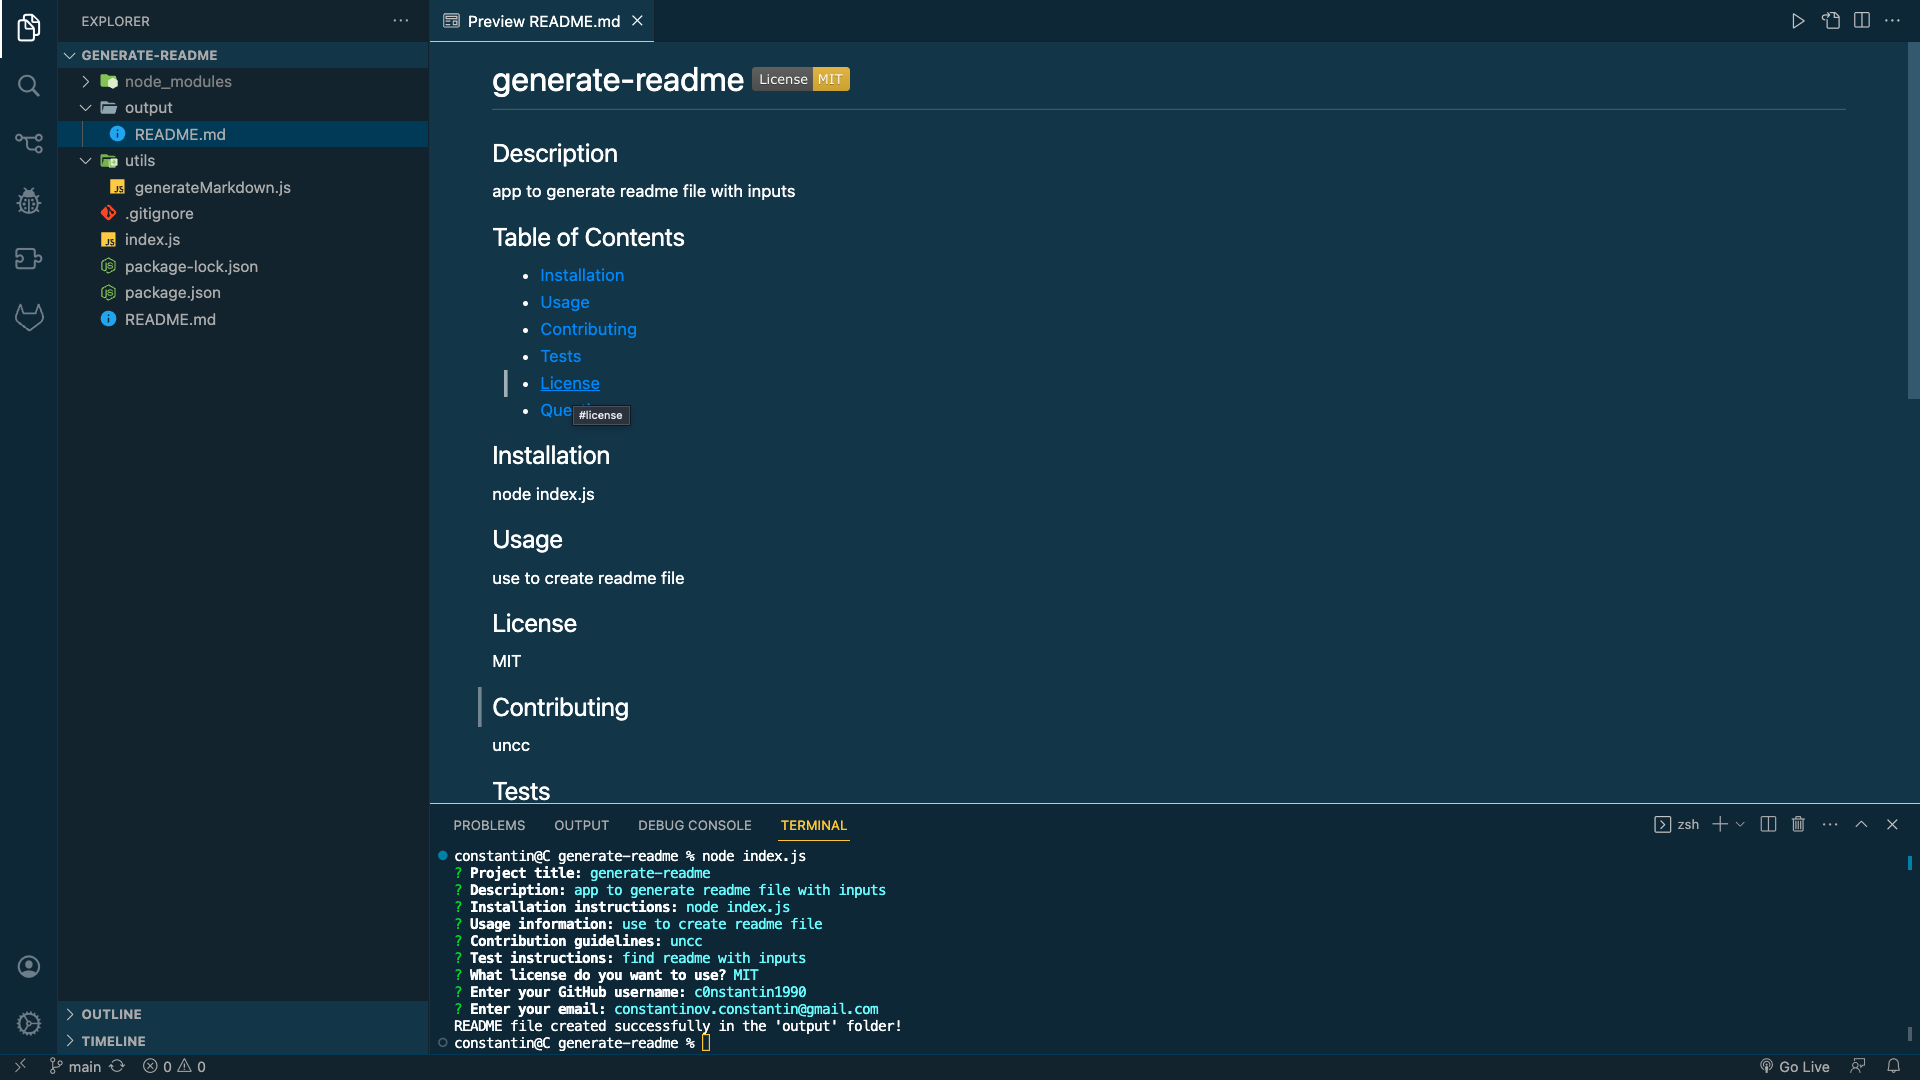 EXPLORER
GENERATE-README
node_modules
output
README.md
utils
generateMarkdown.js
.gitignore
index.js
package-lock.json
package.json
README.md
OUTLINE
TIMELINE
Preview README.md
generate-readme License MIT
Description
app to generate readme file with inputs
Table of Contents
• Installation
• Usage
• Contributing
• Tests
• License
#license
Installation
node index.js
Usage
use to create readme file
License
MIT
Contributing
uncc
Tests
PROBLEMS OUTPUT DEBUG CONSOLE TERMINAL zsh
constantin@C generate-readme % node index.js
? Project title: generate-readme
? Description: app to generate readme file with inputs
? Installation instructions: node index.js
? Usage information: use to create readme file
? Contribution guidelines: uncc
? Test instructions: find readme with inputs
? What license do you want to use? MIT
? Enter your GitHub username: c0nstantin1990
? Enter your email: constantinov.constantin@gmail.com
README file created successfully in the 'output' folder!
constantin@C generate-readme %
main 0 0 Go Live